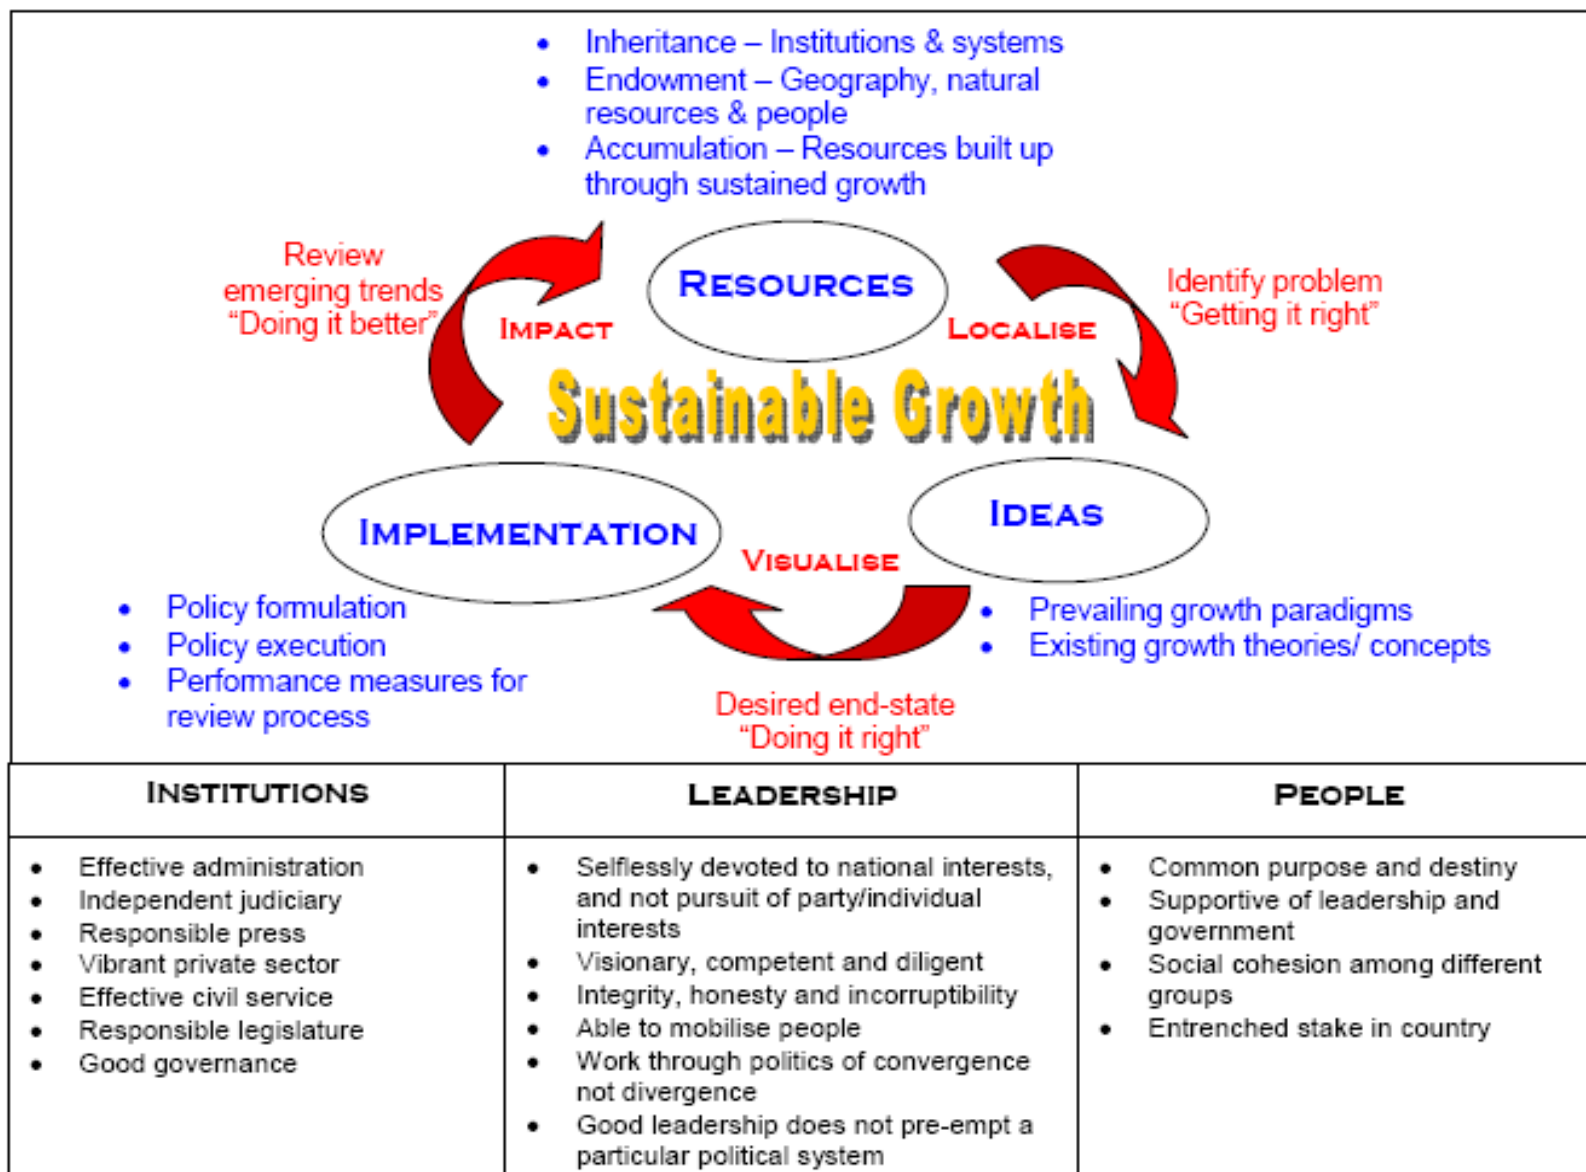 • Inheritance – Institutions & systems
• Endowment – Geography, natural
resources & people
• Accumulation – Resources built up
through sustained growth
Review
emerging trends
“Doing it better”
IMPACT
RESOURCES
LOCALISE
Identify problem
“Getting it right”
Sustainable Growth
IMPLEMENTATION
VISUALISE
IDEAS
• Policy formulation
• Policy execution
• Performance measures for
review process
Desired end-state
“Doing it right”
• Prevailing growth paradigms
• Existing growth theories/ concepts
INSTITUTIONS
• Effective administration
• Independent judiciary
• Responsible press
• Vibrant private sector
• Effective civil service
• Responsible legislature
• Good governance
LEADERSHIP
• Selflessly devoted to national interests,
and not pursuit of party/individual
interests
• Visionary, competent and diligent
• Integrity, honesty and incorruptibility
• Able to mobilise people
• Work through politics of convergence
not divergence
• Good leadership does not pre-empt a
particular political system
PEOPLE
• Common purpose and destiny
• Supportive of leadership and
government
• Social cohesion among different
groups
• Entrenched stake in country